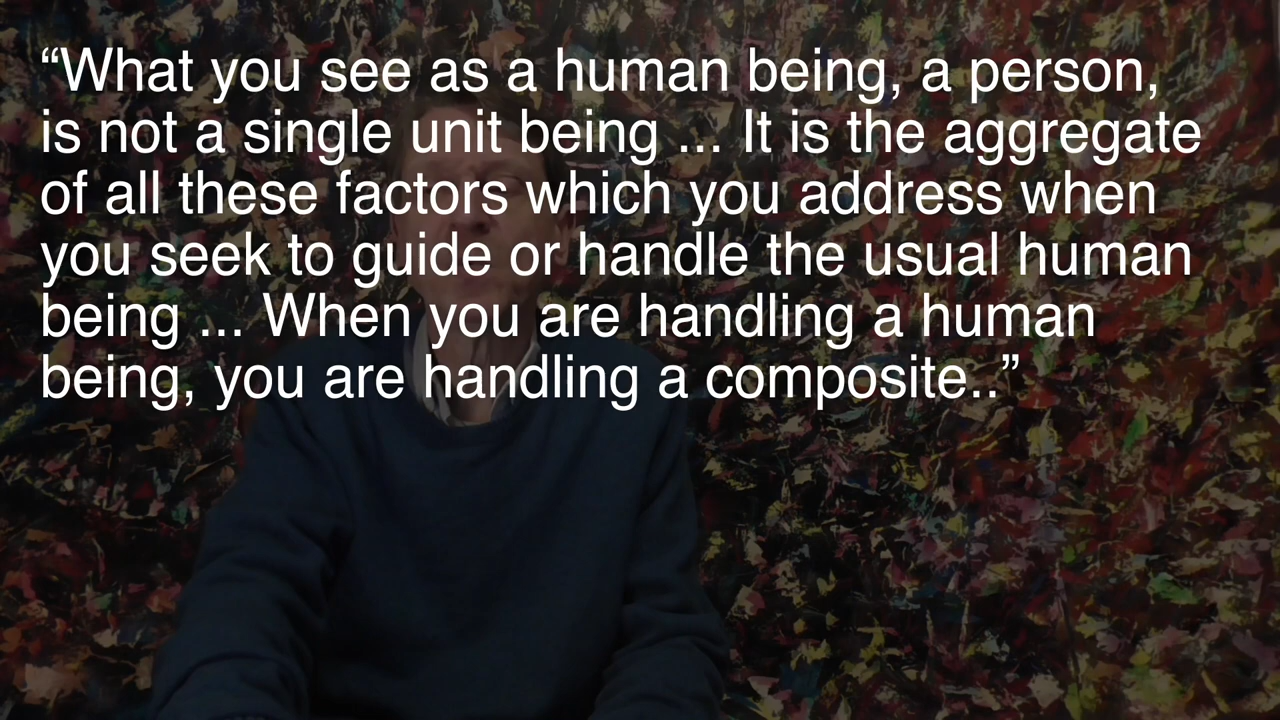 “What you see as a human being, a person,
is not a single unit being ... It is the aggregate
of all these factors which you address when
you seek to guide or handle the usual human
being ... When you are handling a human
being, you are handling a composite..”